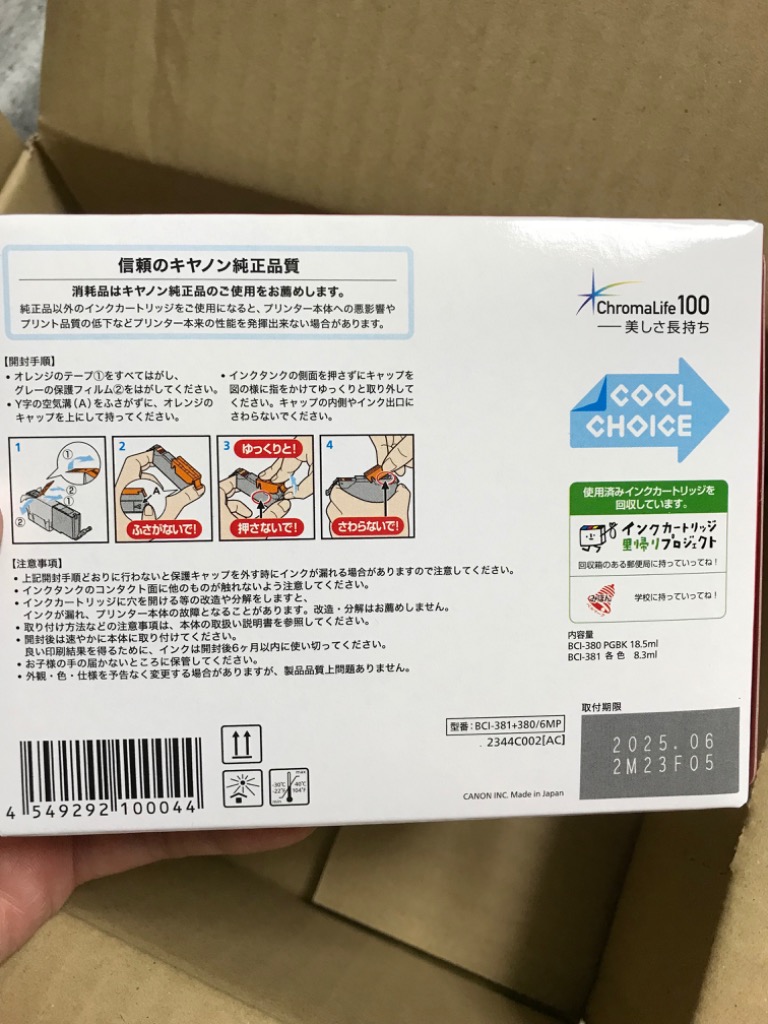 信頼のキヤノン純正品質
消耗品はキヤノン純正品のご使用をお薦めします。
純正品以外のインクカートリッジをご使用になると、プリンター本体への悪影響や
プリント品質の低下などプリンター本来の性能を発揮出来ない場合があります。
ChromaLife100
美しさ長持ち
COOL
CHOICE
【開封手順】
・オレンジのテープ①をすべてはがし、
グレーの保護フィルム②をはがしてください。
・Y字の空気溝(A)をふさがずに、オレンジの
キャップを上にして持ってください。
・インクタンクの側面を押さずにキャップを
図の様に指をかけてゆっくりと取り外して
ください。キャップの内側やインク出口に
さわらないでください。
1
①
②
①
②
2
A
ふさがないで!
3
ゆっくりと!
押さないで!
4
さわらないで!
使用済みインクカートリッジを
回収しています。
インクカートリッジ
里帰りプロジェクト
回収箱のある郵便局に持っていってね!
学校に持っていってね!
【注意事項】
・上記開封手順どおりに行わないと保護キャップを外す時にインクが漏れる場合がありますので注意してください。
・インクタンクのコンタクト面に他のものが触れないよう注意してください。
・インクカートリッジに穴を開ける等の改造や分解をしますと、
インクが漏れ、プリンター本体の故障となることがあります。改造・分解はお薦めしません。
・取り付け方法などの注意事項は、本体の取扱い説明書を参照してください。
・開封後は速やかに本体に取り付けてください。
良い印刷結果を得るために、インクは開封後6ヶ月以内に使い切ってください。
・お子様の手の届かないところに保管してください。
・外観・色・仕様を予告なく変更する場合がありますが、製品品質上問題ありません。
内容量
BCI-380 PGBK 18.5ml
BCI-381 各色 8.3ml
型番:BCI-381+380/6MP
2344C002[AC]
取付期限
2025.06
2M23F05
max
40℃
104°F
CANON INC. Made in Japan
4 549292 100044